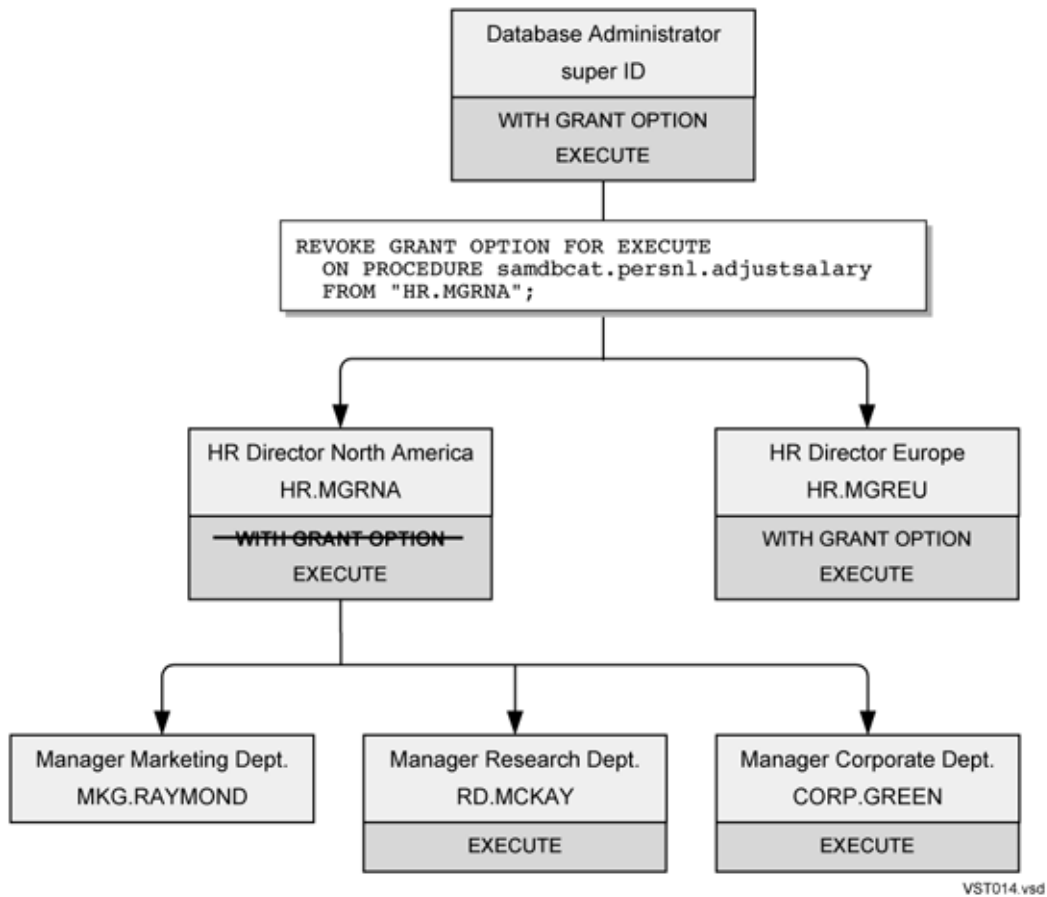 Database Administrator
super ID
WITH GRANT OPTION
EXECUTE
REVOKE GRANT OPTION FOR EXECUTE
ON PROCEDURE samdbcat.persnl.adjustsalary
FROM "HR.MGRNA";
HR Director North America
HR.MGRNA
WITH GRANT OPTION
EXECUTE
HR Director Europe
HR.MGREU
WITH GRANT OPTION
EXECUTE
Manager Marketing Dept.
MKG.RAYMOND
Manager Research Dept.
RD.MCKAY
EXECUTE
Manager Corporate Dept.
CORP.GREEN
EXECUTE
VST014.vsd